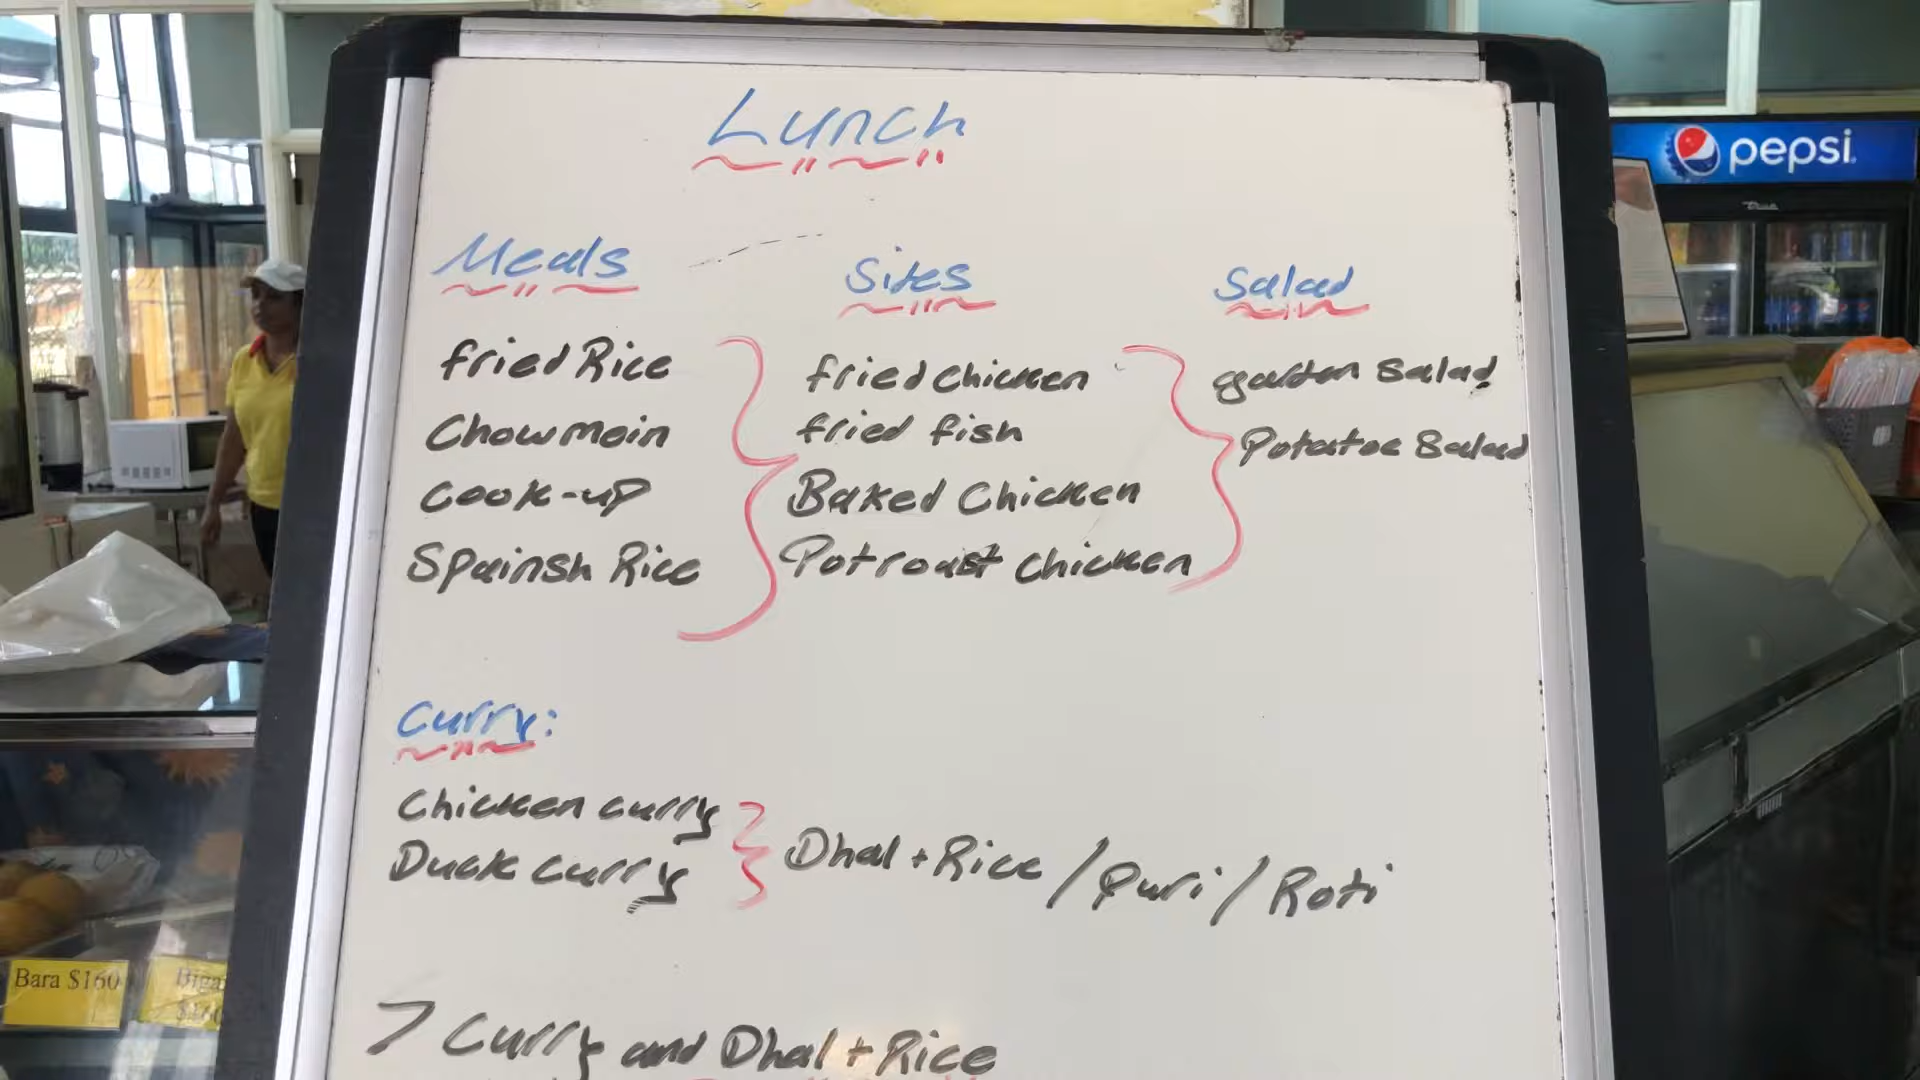 Lunch
Meals
Sites
Salad
fried Rice
fried chicken
garden Salad
Chowmein
fried fish
Potatoe Salad
Cook-up
Baked Chicken
Spainsh Rice
Potroast chicken
Curry:
Chicken curry
Duck curry
Dhal + Rice / Puri / Roti
> Curry and Dhal + Rice
pepsi
True
Bara $160